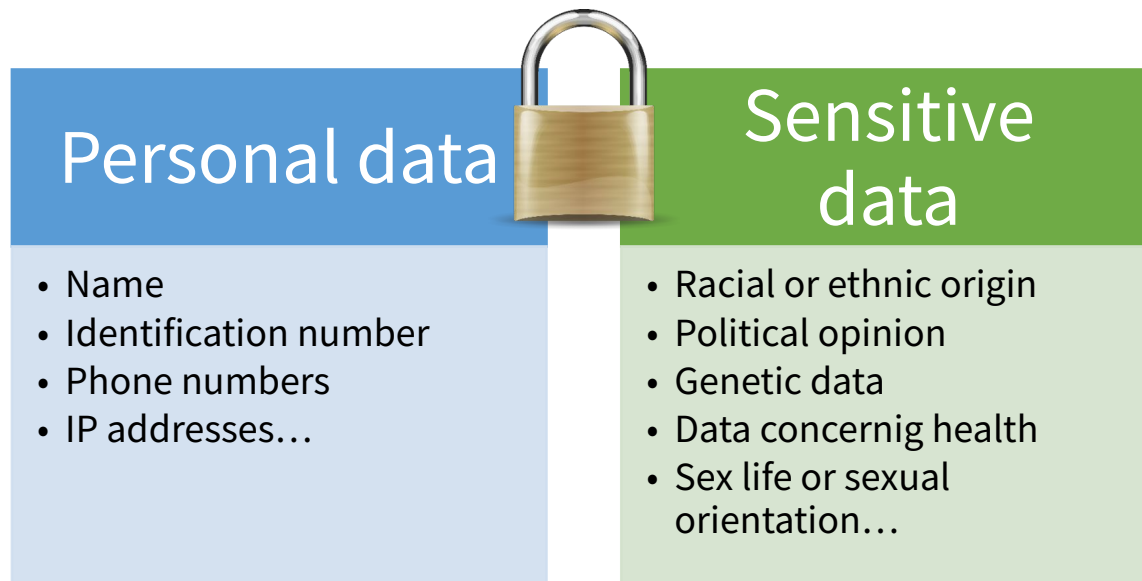 Personal data
• Name
• Identification number
• Phone numbers
• IP addresses…
Sensitive
data
• Racial or ethnic origin
• Political opinion
• Genetic data
• Data concernig health
• Sex life or sexual
orientation…